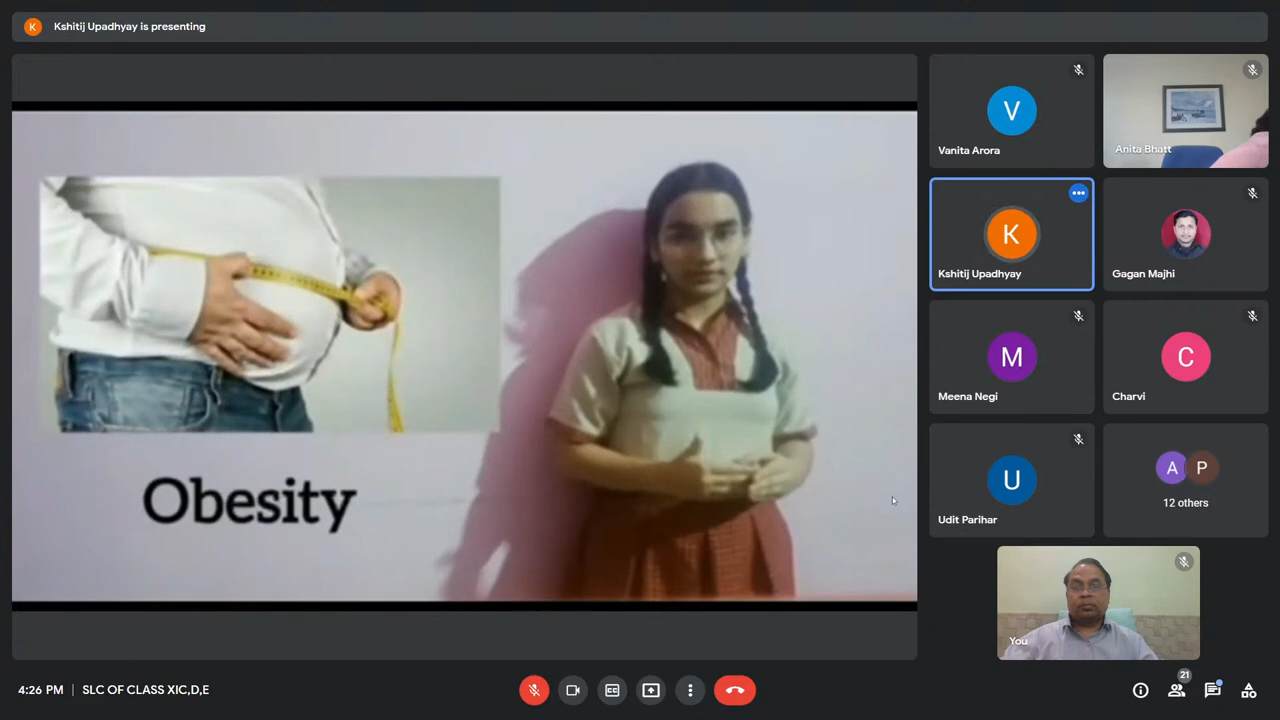 K
Kshitij Upadhyay is presenting
Obesity
V
Vanita Arora
Anita Bhatt
K
Kshitij Upadhyay
Gagan Majhi
M
Meena Negi
C
Charvi
U
Udit Parihar
A P
12 others
You
4:26 PM | SLC OF CLASS XIC,D,E
CC
21